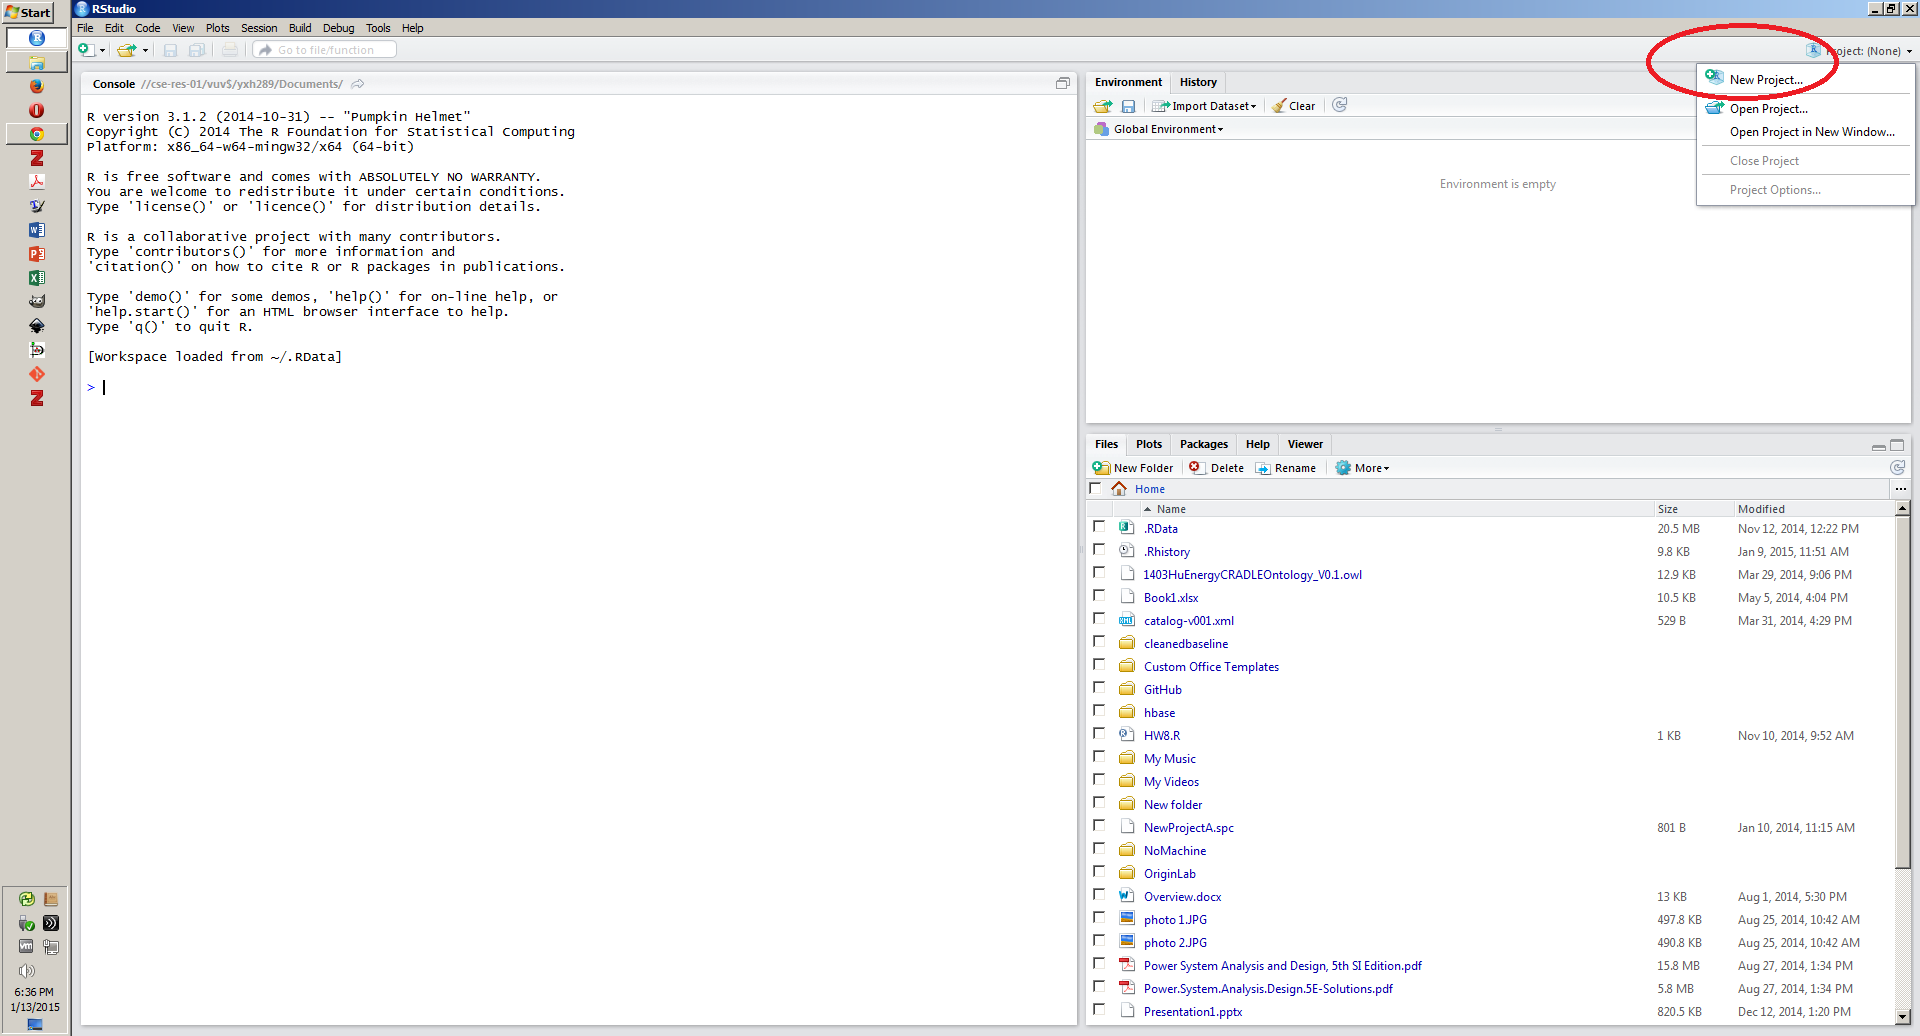 Start
RStudio
File Edit Code View Plots Session Build Debug Tools Help
Go to file/function
Project: (None)
New Project...
Open Project...
Open Project in New Window...
Close Project
Project Options...
Console //cse-res-01/vuv$/yxh289/Documents/
R version 3.1.2 (2014-10-31) -- "Pumpkin Helmet"
Copyright (C) 2014 The R Foundation for Statistical Computing
Platform: x86_64-w64-mingw32/x64 (64-bit)
R is free software and comes with ABSOLUTELY NO WARRANTY.
You are welcome to redistribute it under certain conditions.
Type 'license()' or 'licence()' for distribution details.
R is a collaborative project with many contributors.
Type 'contributors()' for more information and
'citation()' on how to cite R or R packages in publications.
Type 'demo()' for some demos, 'help()' for on-line help, or
'help.start()' for an HTML browser interface to help.
Type 'q()' to quit R.
[Workspace loaded from ~/.RData]
>
Environment History
Import Dataset Clear
Global Environment
Environment is empty
Files Plots Packages Help Viewer
New Folder Delete Rename More
Home ...
Name Size Modified
.RData 20.5 MB Nov 12, 2014, 12:22 PM
.Rhistory 9.8 KB Jan 9, 2015, 11:51 AM
1403HuEnergyCRADLEOntology_V0.1.owl 12.9 KB Mar 29, 2014, 9:06 PM
Book1.xlsx 10.5 KB May 5, 2014, 4:04 PM
catalog-v001.xml 529 B Mar 31, 2014, 4:29 PM
cleanedbaseline
Custom Office Templates
GitHub
hbase
HW8.R 1 KB Nov 10, 2014, 9:52 AM
My Music
My Videos
New folder
NewProjectA.spc 801 B Jan 10, 2014, 11:15 AM
NoMachine
OriginLab
Overview.docx 13 KB Aug 1, 2014, 5:30 PM
photo 1.JPG 497.8 KB Aug 25, 2014, 10:42 AM
photo 2.JPG 490.8 KB Aug 25, 2014, 10:42 AM
Power System Analysis and Design, 5th SI Edition.pdf 15.8 MB Aug 27, 2014, 1:34 PM
Power.System.Analysis.Design.5E-Solutions.pdf 5.8 MB Aug 27, 2014, 1:34 PM
Presentation1.pptx 820.5 KB Dec 12, 2014, 1:20 PM
6:36 PM
1/13/2015